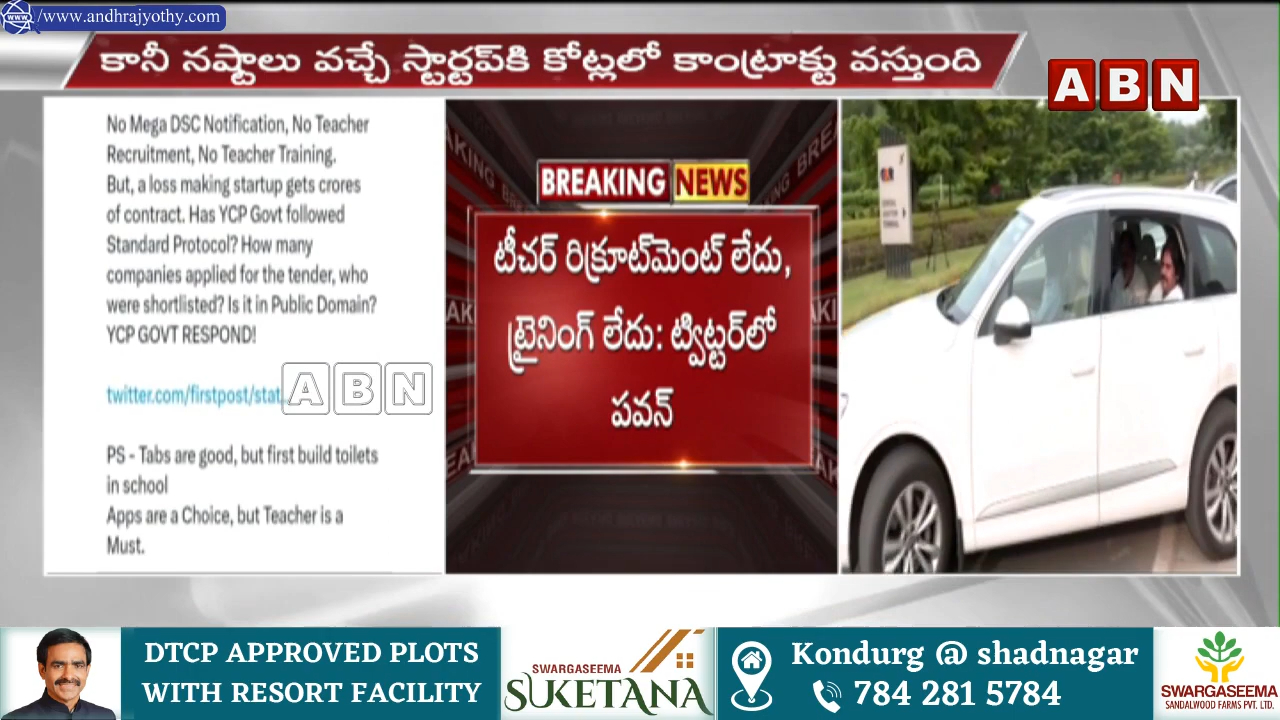 /www.andhrajyothy.com
కానీ నష్టాలు వచ్చే స్టార్టప్‌కి కోట్లలో కాంట్రాక్టు వస్తుంది
ABN
No Mega DSC Notification, No Teacher
Recruitment, No Teacher Training.
But, a loss making startup gets crores
of contract. Has YCP Govt followed
Standard Protocol? How many
companies applied for the tender, who
were shortlisted? Is it in Public Domain?
YCP GOVT RESPOND!
twitter.com/firstpost/stat
ABN
PS - Tabs are good, but first build toilets
in school
Apps are a Choice, but Teacher is a
Must.
BREAKING NEWS
టీచర్ రిక్రూట్‌మెంట్ లేదు,
ట్రైనింగ్ లేదు: ట్విట్టర్‌లో
పవన్
DTCP APPROVED PLOTS
WITH RESORT FACILITY
SWARGASEEMA
SUKETANA
Kondurg @ shadnagar
784 281 5784
SWARGASEEMA
SANDALWOOD FARMS PVT. LTD.